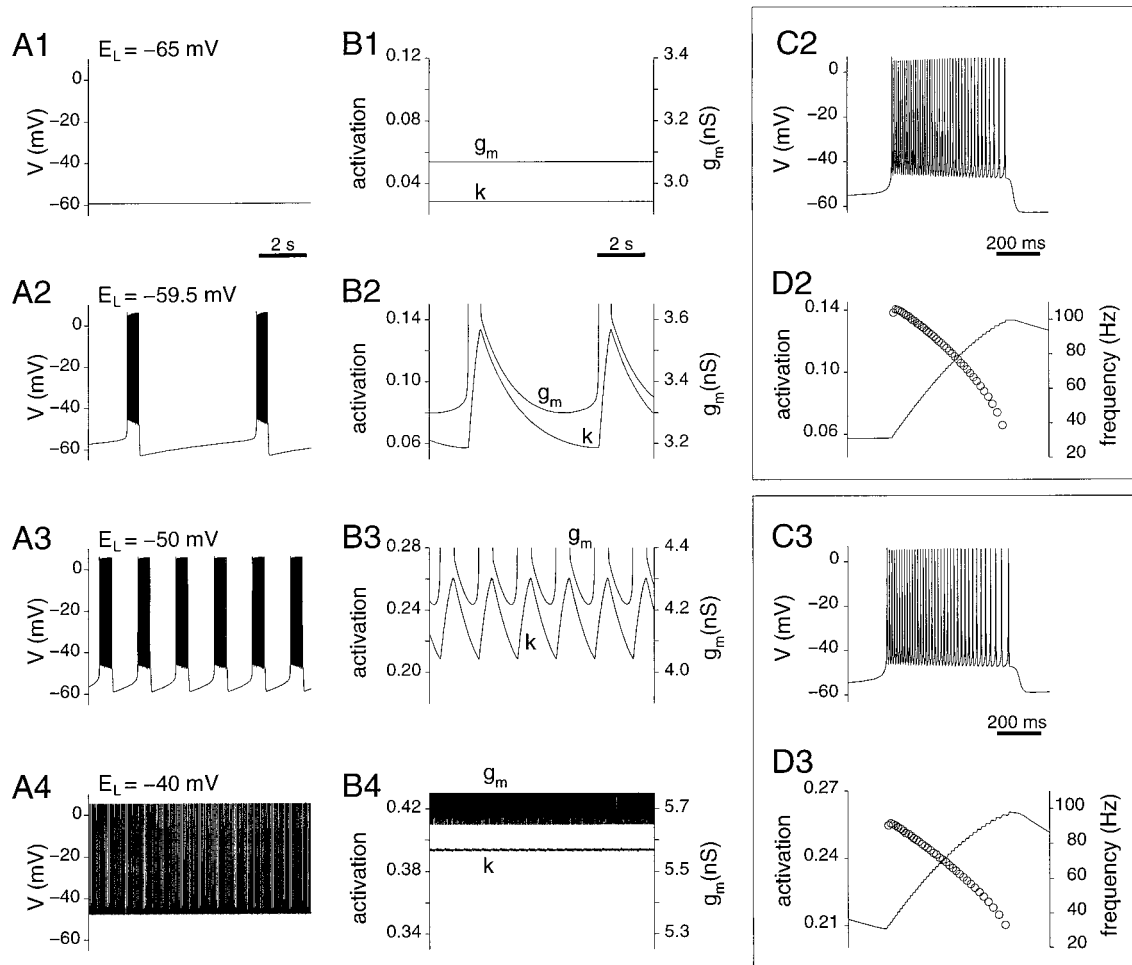 A1
E_L = −65 mV
0
−20
−40
−60
V (mV)
2 s
B1
0.12
0.08
0.04
activation
g_m
k
3.4
3.2
3.0
g_m(nS)
2 s
C2
0
−20
−40
−60
V (mV)
200 ms
A2
E_L = −59.5 mV
0
−20
−40
−60
V (mV)
B2
0.14
0.10
0.06
activation
g_m
k
3.6
3.4
3.2
g_m(nS)
D2
0.14
0.10
0.06
activation
100
80
60
40
20
frequency (Hz)
A3
E_L = −50 mV
0
−20
−40
−60
V (mV)
B3
0.28
0.24
0.20
activation
g_m
k
4.4
4.2
4.0
g_m(nS)
C3
0
−20
−40
−60
V (mV)
200 ms
A4
E_L = −40 mV
0
−20
−40
−60
V (mV)
B4
0.42
0.38
0.34
activation
g_m
k
5.7
5.5
5.3
g_m(nS)
D3
0.27
0.24
0.21
activation
100
80
60
40
20
frequency (Hz)